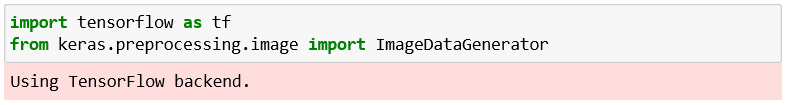 import tensorflow as tf
from keras.preprocessing.image import ImageDataGenerator
Using TensorFlow backend.